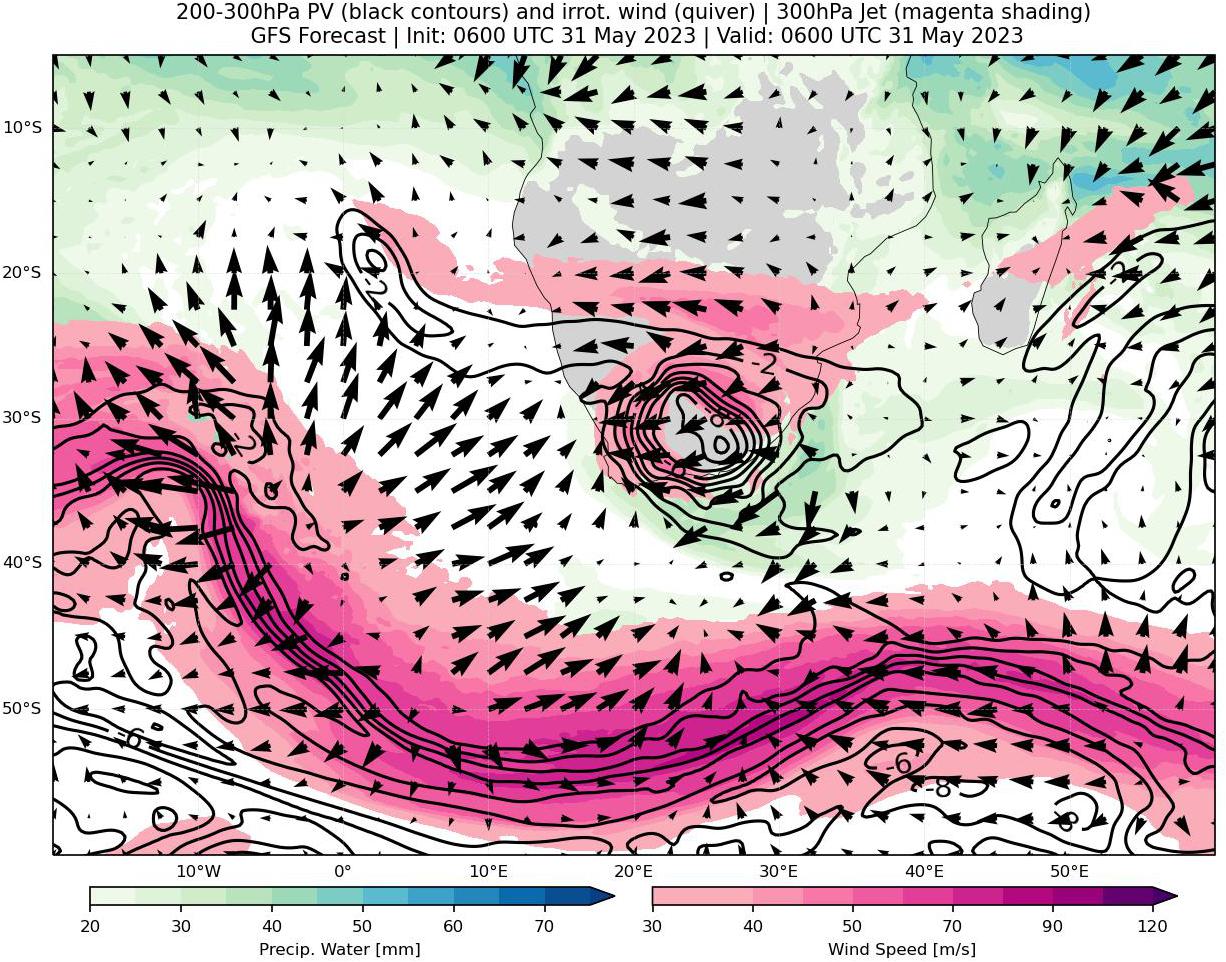 200-300hPa PV (black contours) and irrot. wind (quiver) | 300hPa Jet (magenta shading)
GFS Forecast | Init: 0600 UTC 31 May 2023 | Valid: 0600 UTC 31 May 2023
10°S
20°S
30°S
40°S
50°S
-2
-2
-2
-2
-8
-6
-6
-6
-8
10°W
0°
10°E
20°E
30°E
40°E
50°E
20
30
40
50
60
70
30
40
50
70
90
120
Precip. Water [mm]
Wind Speed [m/s]